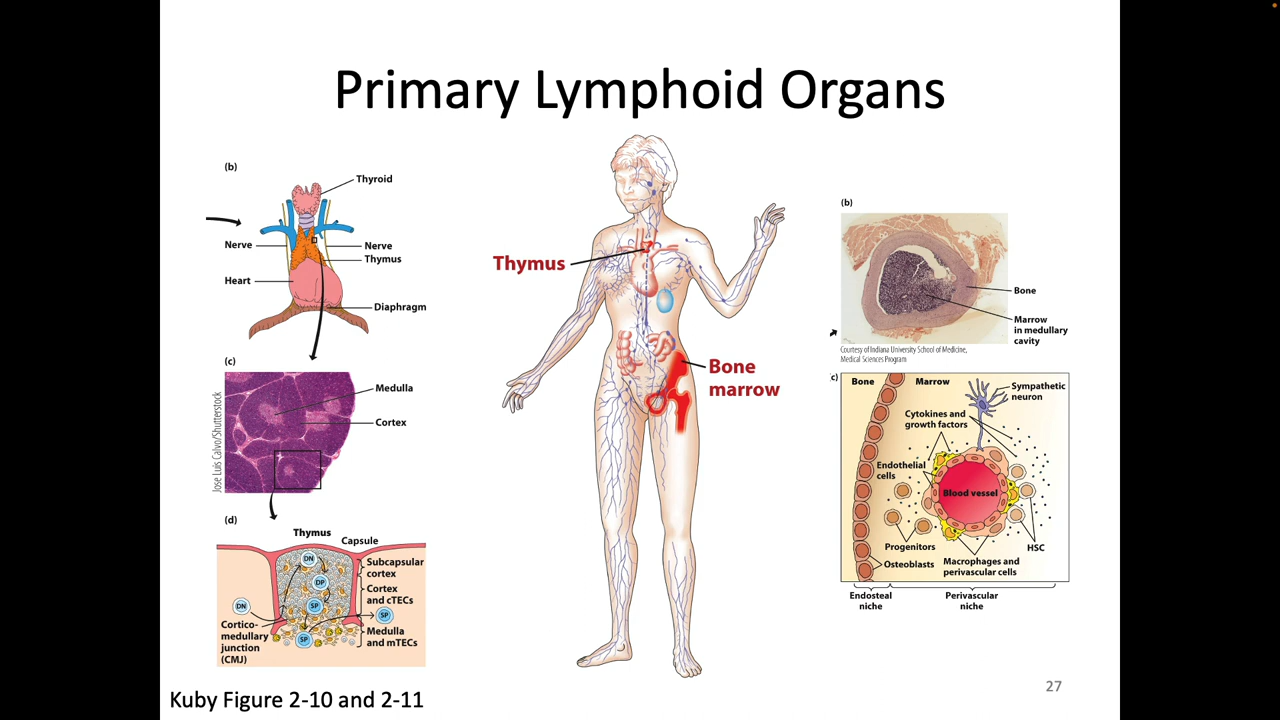 Primary Lymphoid Organs
(b)
Thyroid
Nerve
Nerve
Thymus
Heart
Diaphragm
(c)
Medulla
Cortex
Jose Luis Calvo/Shutterstock
(d)
Thymus
Capsule
DN
Subcapsular
cortex
DP
Cortex
and cTECs
DN
SP
SP
Cortico-
medullary
junction
(CMJ)
SP
Medulla
and mTECs
Kuby Figure 2-10 and 2-11
Thymus
Bone
marrow
(b)
Bone
Marrow
in medullary
cavity
Courtesy of Indiana University School of Medicine,
Medical Sciences Program
(c)
Bone
Marrow
Sympathetic
neuron
Cytokines and
growth factors
Endothelial
cells
Blood vessel
Progenitors
HSC
Osteoblasts
Macrophages and
perivascular cells
Endosteal
niche
Perivascular
niche
27